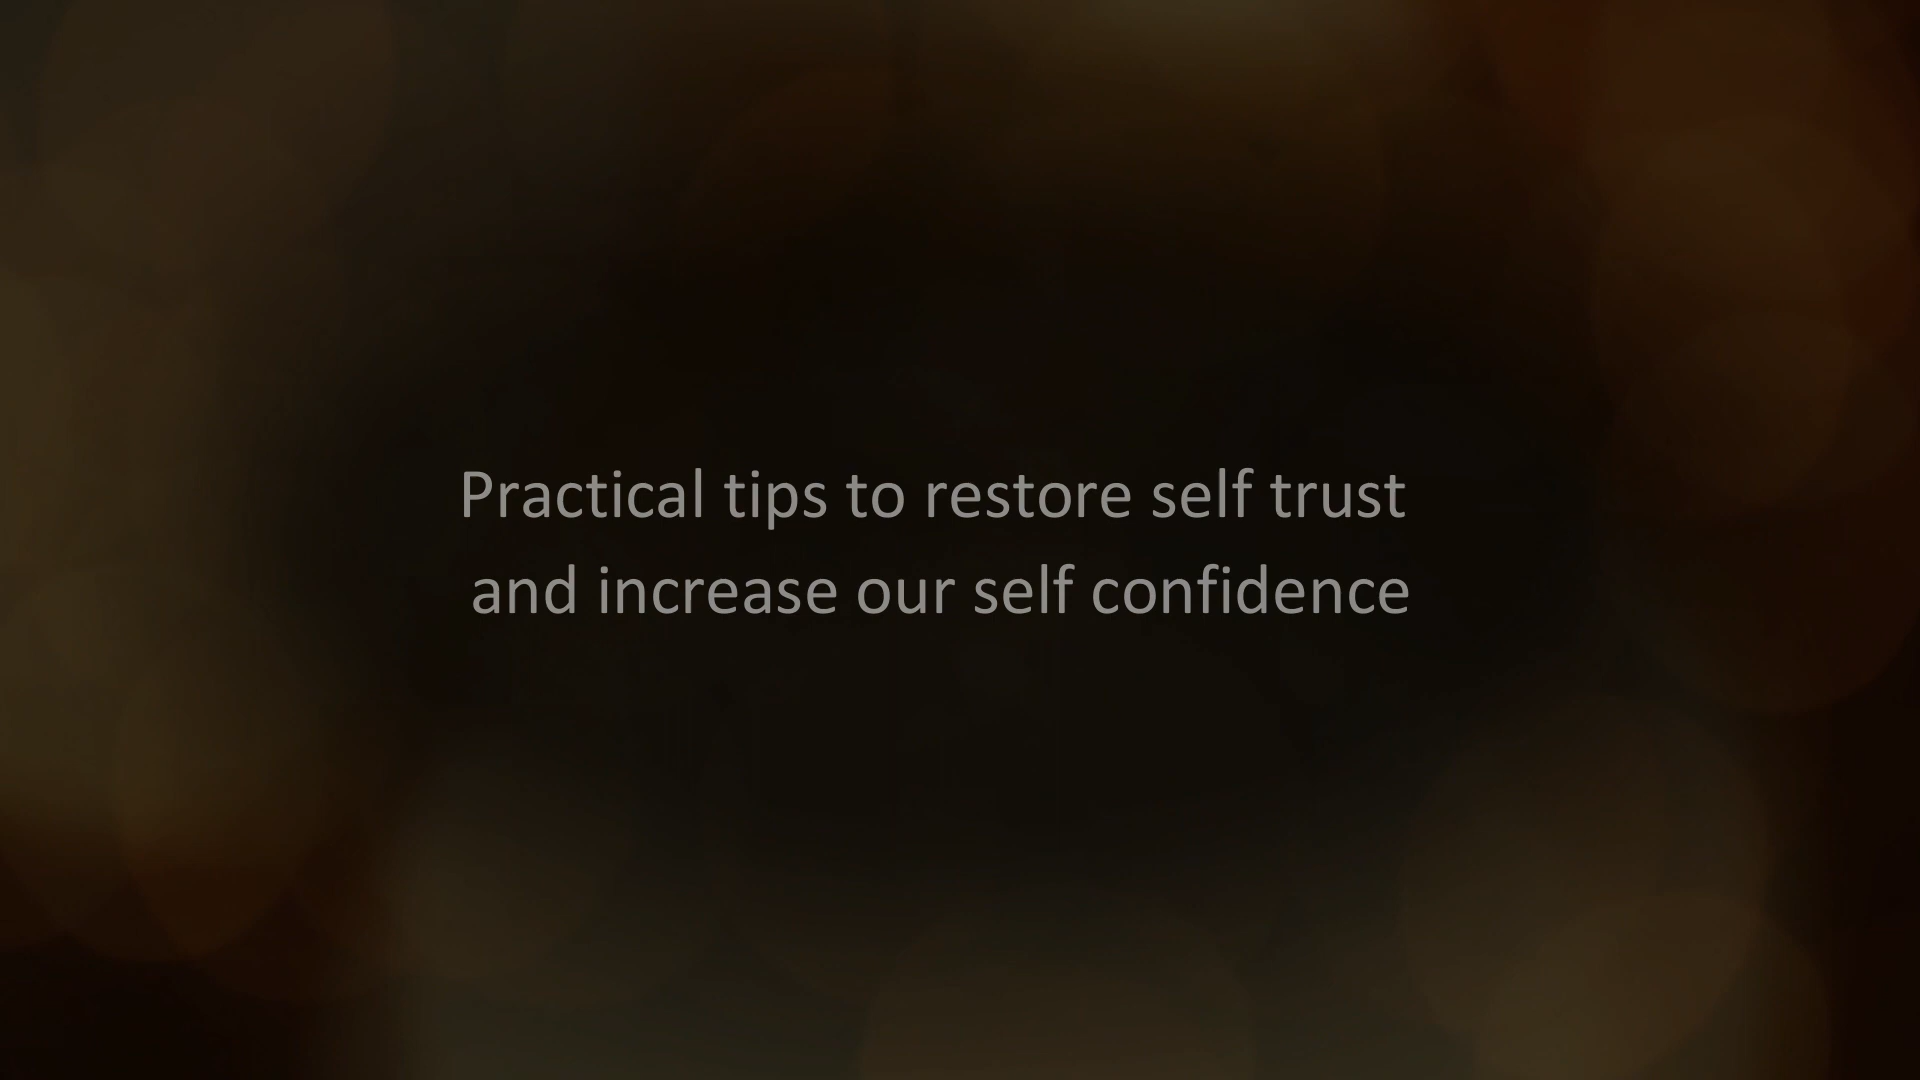 Practical tips to restore self trust
and increase our self confidence